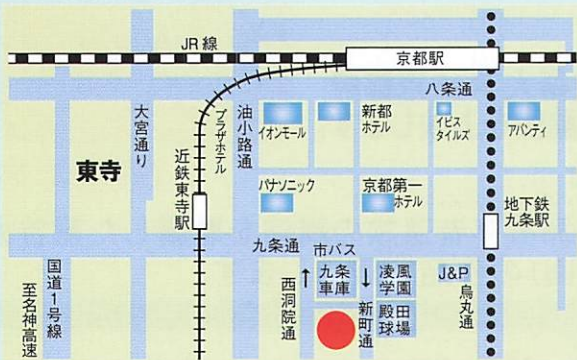 JR線
京都駅
八条通
大宮通り
プラザホテル
油小路通
イオンモール
新都
ホテル
イビス
タイルズ
アバンティ
東寺
近鉄東寺駅
パナソニック
京都第一
ホテル
地下鉄
九条駅
九条通
市バス
国道1号線
至名神高速
西洞院通
↑
九条
車庫
↓
新町通
凌風
学園
殿田
球場
J&P
烏丸通